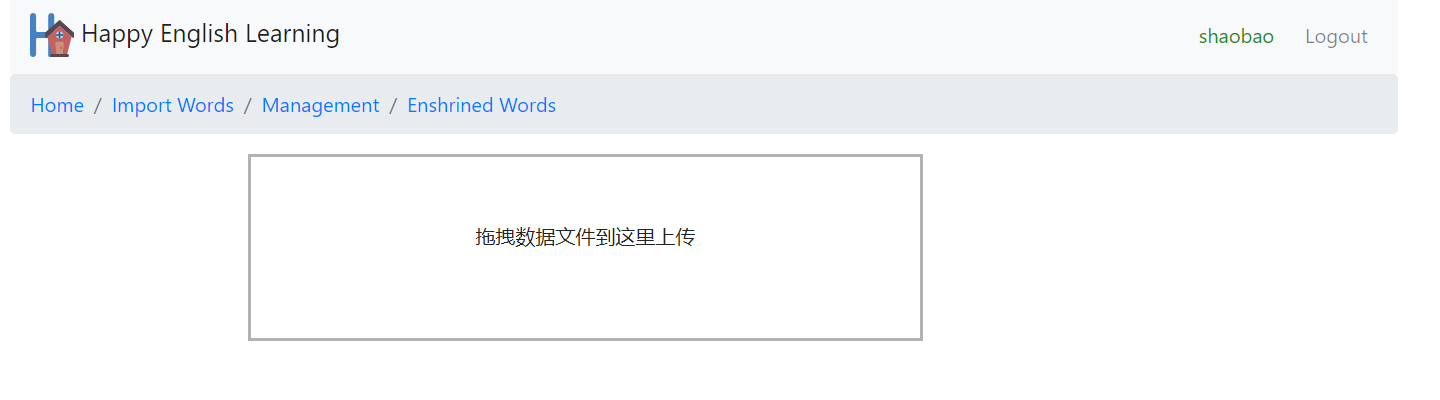 Happy English Learning
shaobao Logout
Home / Import Words / Management / Enshrined Words
拖拽数据文件到这里上传